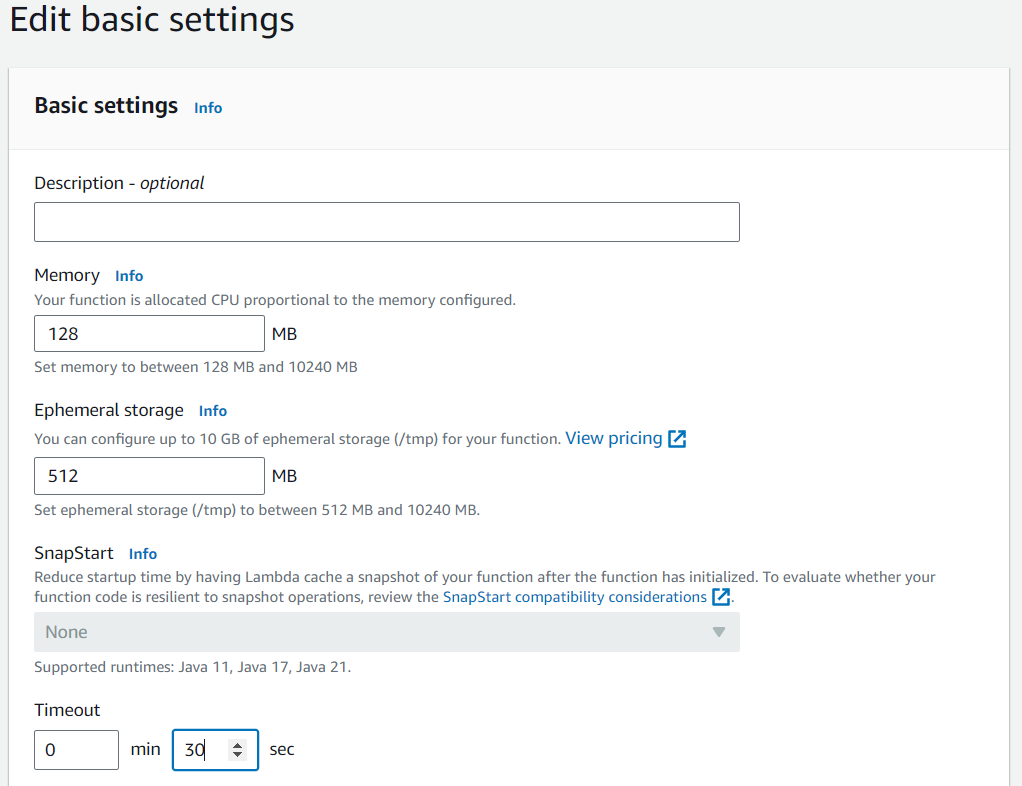 Edit basic settings
Basic settings Info
Description - optional
Memory Info
Your function is allocated CPU proportional to the memory configured.
128 MB
Set memory to between 128 MB and 10240 MB
Ephemeral storage Info
You can configure up to 10 GB of ephemeral storage (/tmp) for your function. View pricing
512 MB
Set ephemeral storage (/tmp) to between 512 MB and 10240 MB.
SnapStart Info
Reduce startup time by having Lambda cache a snapshot of your function after the function has initialized. To evaluate whether your
function code is resilient to snapshot operations, review the SnapStart compatibility considerations .
None
Supported runtimes: Java 11, Java 17, Java 21.
Timeout
0 min 30 sec